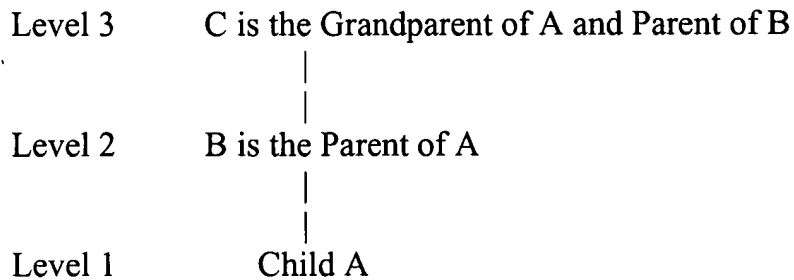 Level 3 C is the Grandparent of A and Parent of B
Level 2 B is the Parent of A
Level 1 Child A